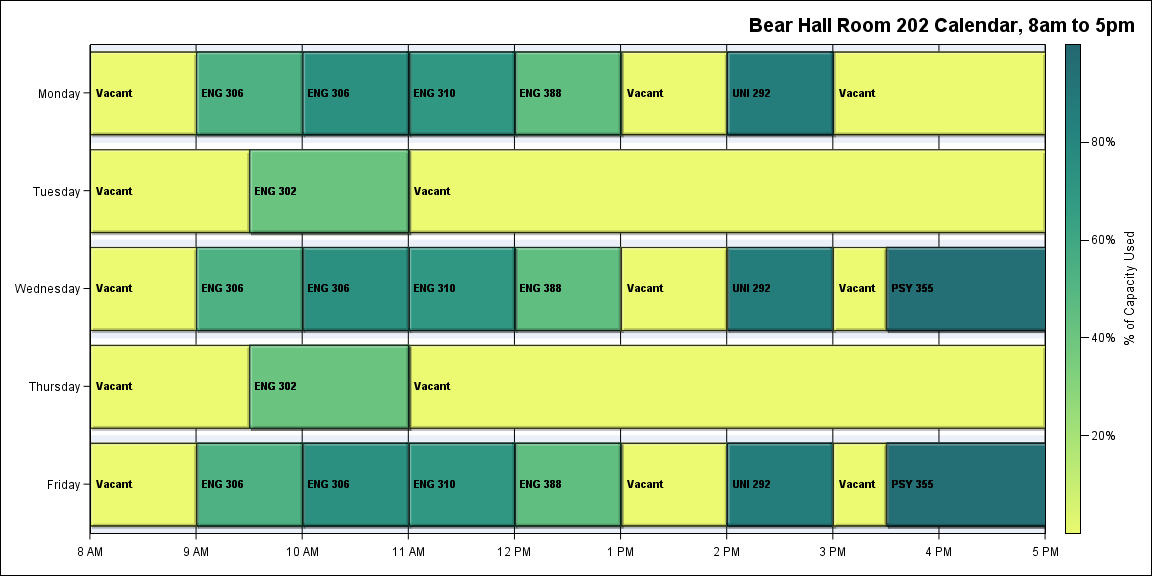 Bear Hall Room 202 Calendar, 8am to 5pm
Monday
Vacant
ENG 306
ENG 306
ENG 310
ENG 388
Vacant
UNI 292
Vacant
Tuesday
Vacant
ENG 302
Vacant
Wednesday
Vacant
ENG 306
ENG 306
ENG 310
ENG 388
Vacant
UNI 292
Vacant
PSY 355
Thursday
Vacant
ENG 302
Vacant
Friday
Vacant
ENG 306
ENG 306
ENG 310
ENG 388
Vacant
UNI 292
Vacant
PSY 355
8 AM
9 AM
10 AM
11 AM
12 PM
1 PM
2 PM
3 PM
4 PM
5 PM
80%
60%
40%
20%
% of Capacity Used